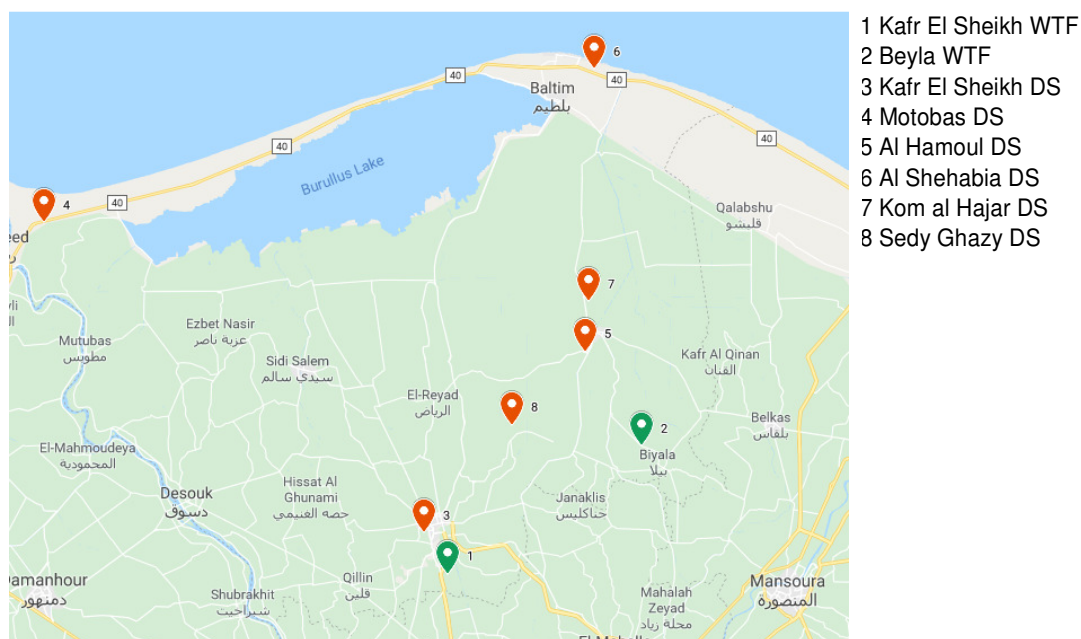 1 Kafr El Sheikh WTF
2 Beyla WTF
3 Kafr El Sheikh DS
4 Motobas DS
5 Al Hamoul DS
6 Al Shehabia DS
7 Kom al Hajar DS
8 Sedy Ghazy DS
6
40
40
Baltim
بلطيم
40
40
Burullus Lake
40
4
Qalabshu
قلبشو
eed
7
Ezbet Nasir
عزبة ناصر
Mutubas
مطوبس
5
Sidi Salem
سيدي سالم
Kafr Al Qinan
القنان
El-Reyad
الرياض
8
2
Belkas
بلقاس
El-Mahmoudeya
المحمودية
Biyala
بيلا
Desouk
دسوق
Hissat Al
Ghunami
حصه الغنيمي
Janaklis
جناكليس
3
1
Qillin
قلين
amanhour
دمنهور
Shubrakhit
شبراخيت
Mahalah
Zeyad
محلة زياد
Mansoura
المنصورة